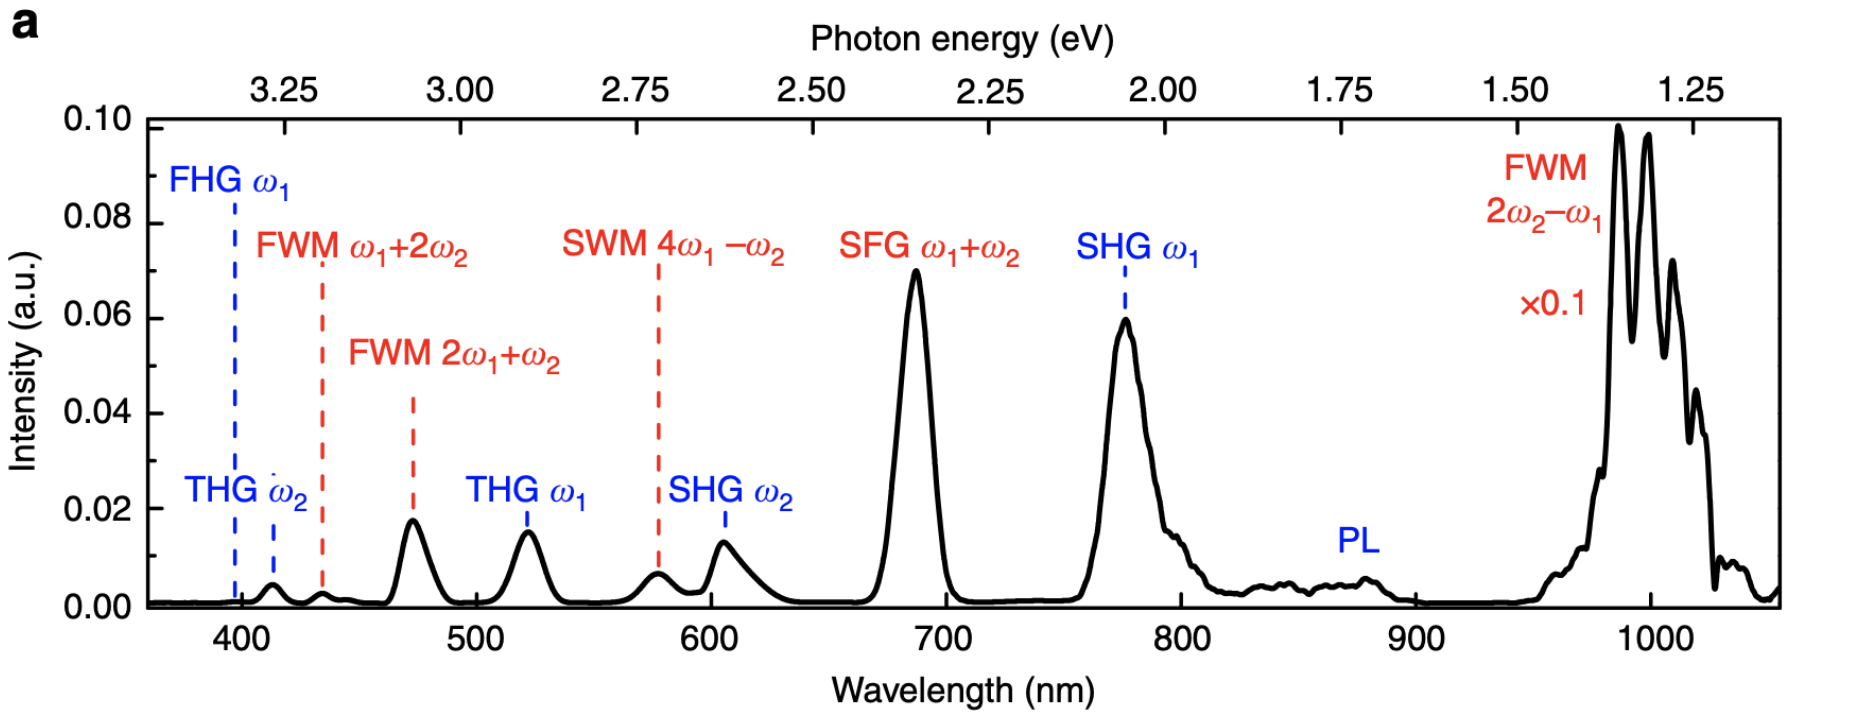 a
Photon energy (eV)
3.25 3.00 2.75 2.50 2.25 2.00 1.75 1.50 1.25
0.10
0.08
0.06
0.04
0.02
0.00
Intensity (a.u.)
FHG ω₁
FWM ω₁+2ω₂
SWM 4ω₁ –ω₂
SFG ω₁+ω₂
SHG ω₁
FWM
2ω₂–ω₁
×0.1
FWM 2ω₁+ω₂
THG ω₂
THG ω₁
SHG ω₂
PL
400 500 600 700 800 900 1000
Wavelength (nm)